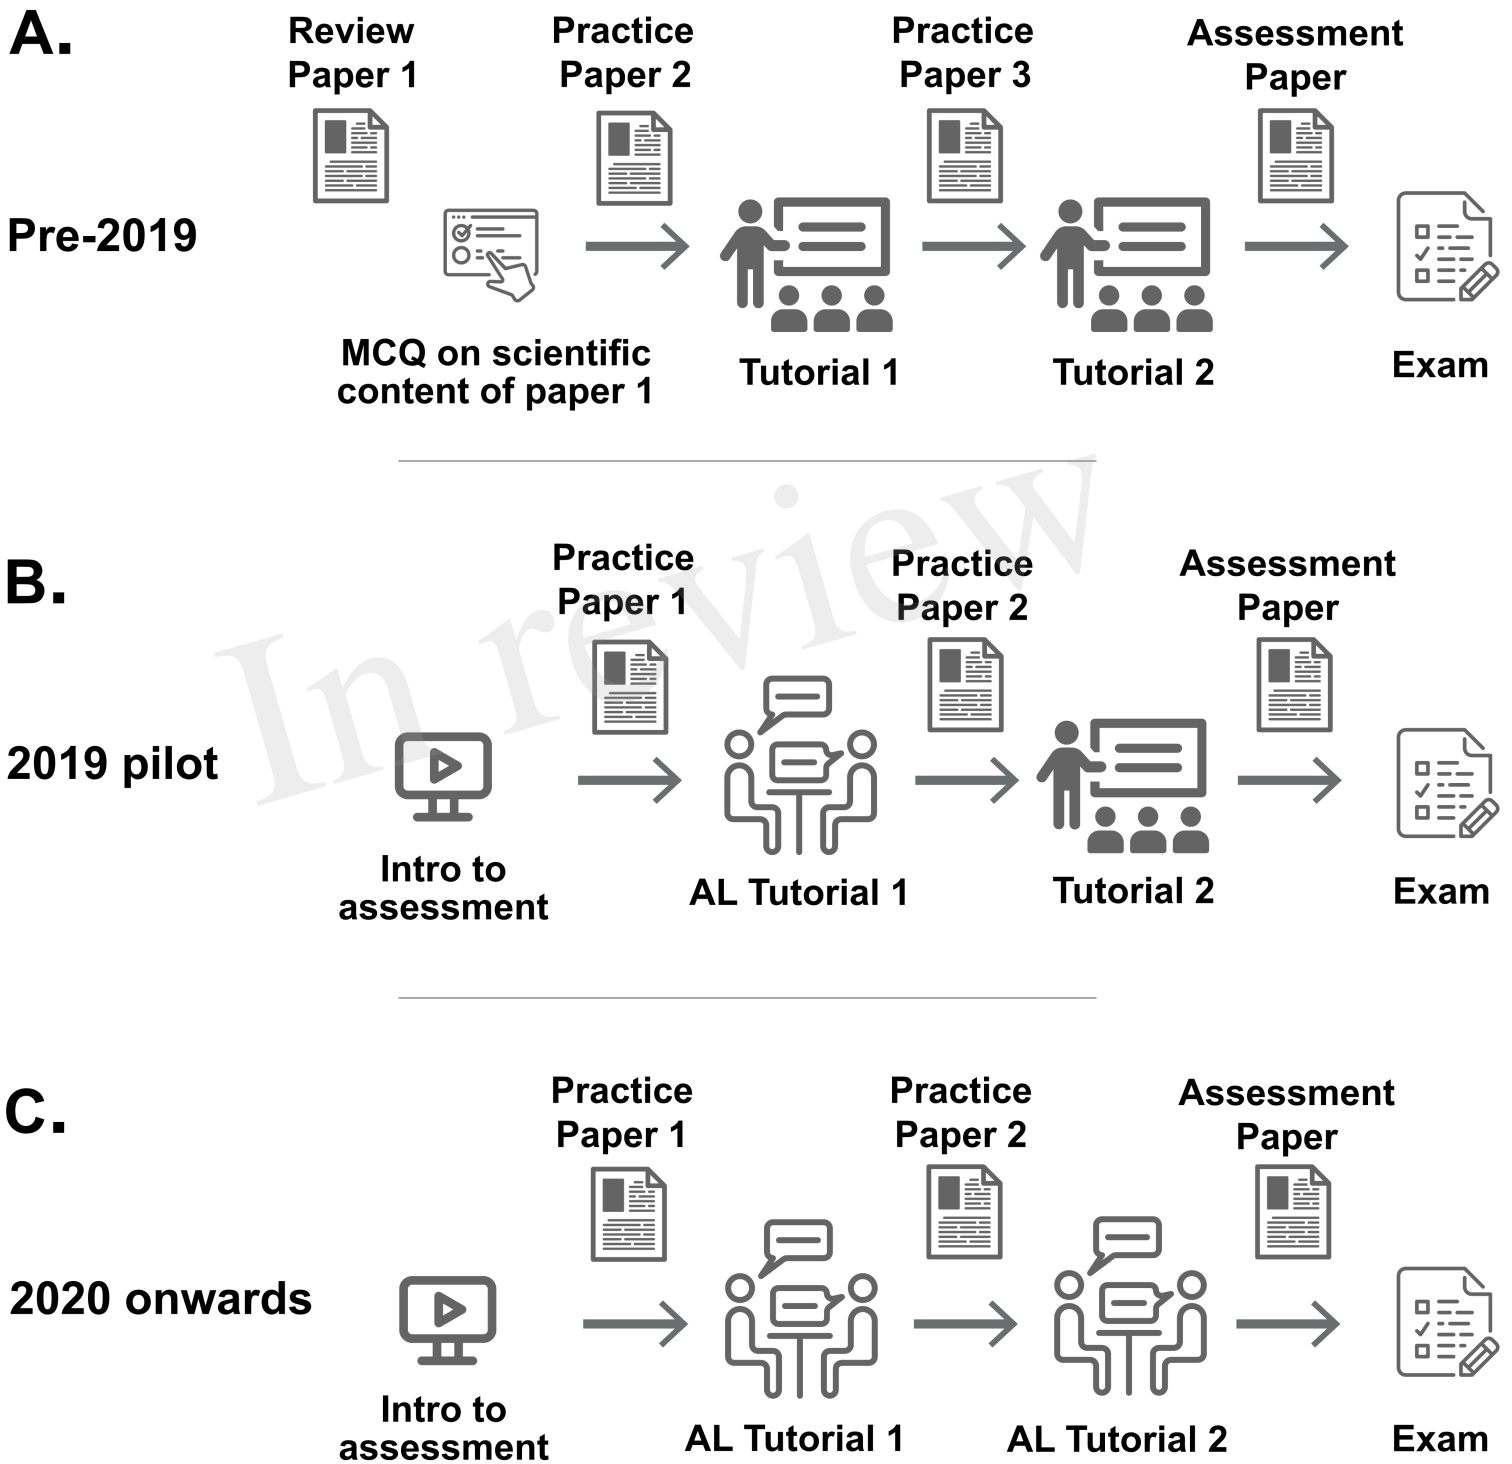 A.
Review
Paper 1
Practice
Paper 2
Practice
Paper 3
Assessment
Paper
Pre-2019
MCQ on scientific
content of paper 1
Tutorial 1
Tutorial 2
Exam
In review
B.
Practice
Paper 1
Practice
Paper 2
Assessment
Paper
2019 pilot
Intro to
assessment
AL Tutorial 1
Tutorial 2
Exam
C.
Practice
Paper 1
Practice
Paper 2
Assessment
Paper
2020 onwards
Intro to
assessment
AL Tutorial 1
AL Tutorial 2
Exam